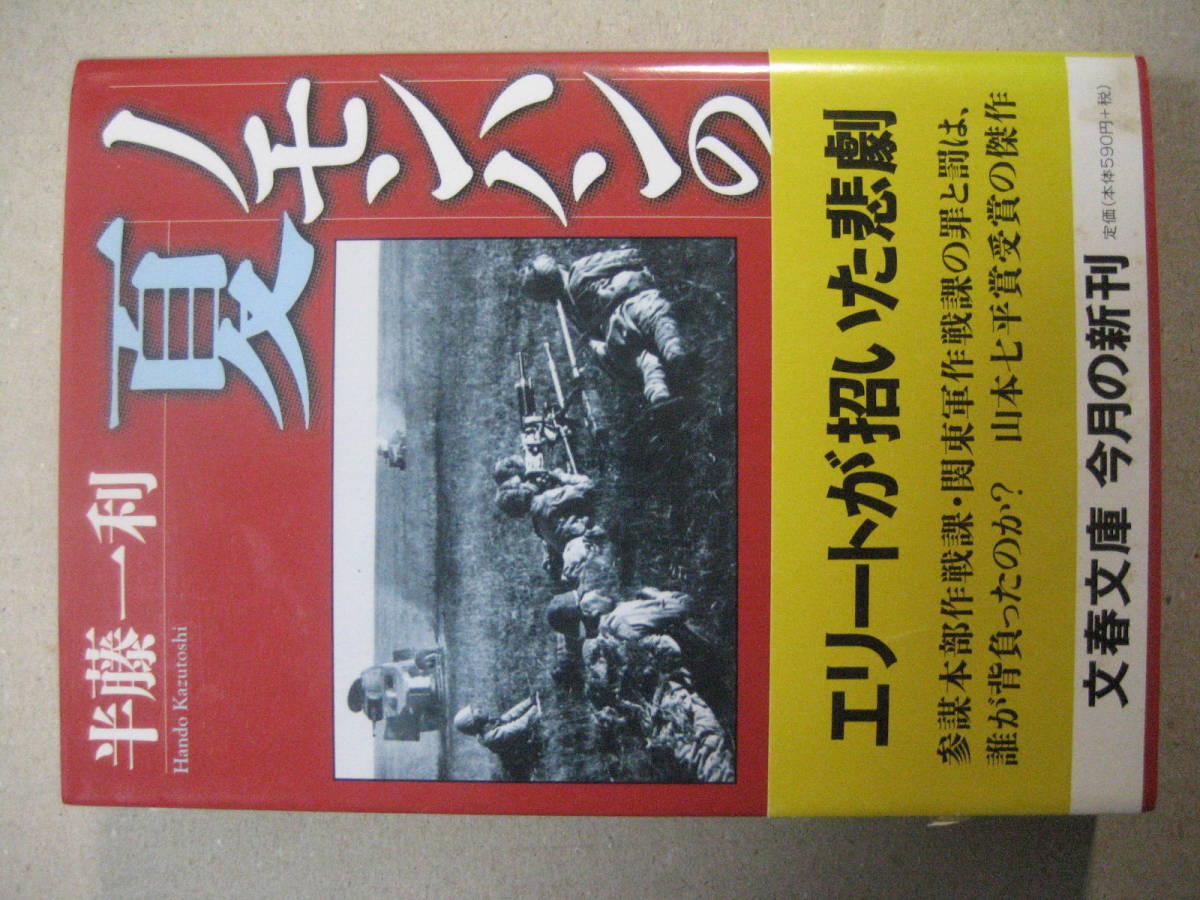 ノモンハンの
夏
半藤一利
Hando Kazutoshi
エリートが招いた悲劇
参謀本部作戦課・関東軍作戦課の罪と罰は、
誰が背負ったのか? 山本七平賞受賞の傑作
文春文庫 今月の新刊
定価(本体590円+税)